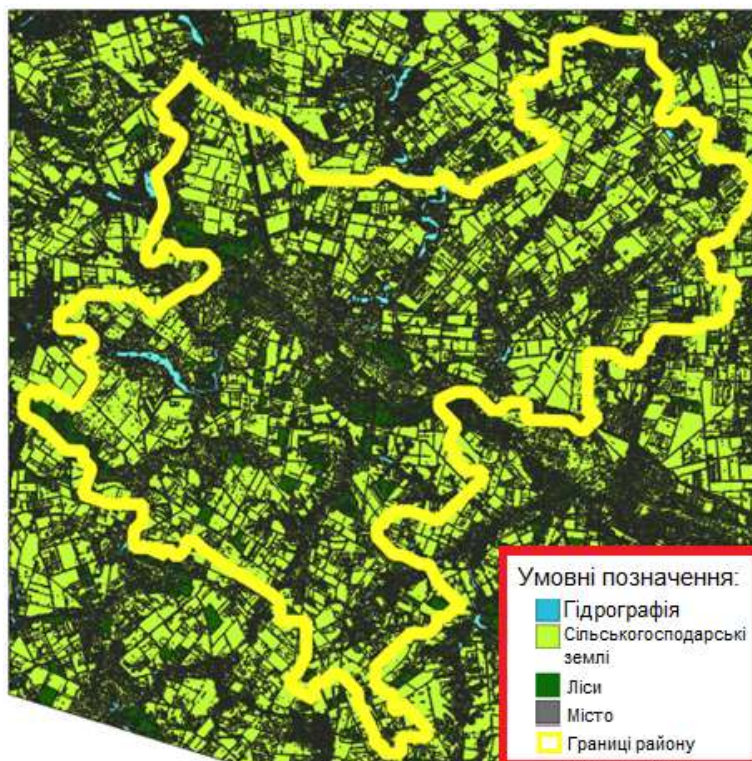 Умовні позначення:
Гідрографія
Сільськогосподарські
землі
Ліси
Місто
Границі району